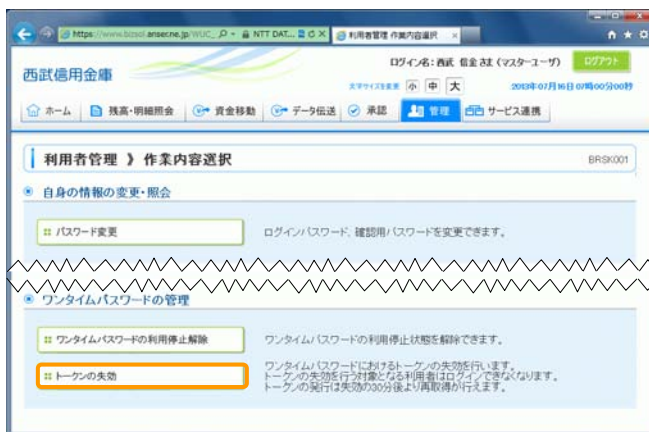 https://www.bizsol.anser.ne.jp/WUC_
NTT DAT...
利用者管理 作業内容選択
西武信用金庫
ログイン名：西武 信金さま（マスターユーザ）
ログアウト
文字サイズを変更 小 中 大
2013年07月16日 07時00分00秒
ホーム 残高・明細照会 資金移動 データ伝送 承認 管理 サービス連携
利用者管理 》 作業内容選択
BRSK001
自身の情報の変更・照会
パスワード変更
ログインパスワード、確認用パスワードを変更できます。
ワンタイムパスワードの管理
ワンタイムパスワードの利用停止解除
ワンタイムパスワードの利用停止状態を解除できます。
トークンの失効
ワンタイムパスワードにおけるトークンの失効を行います。
トークンの失効を行う対象となる利用者はログインできなくなります。
トークンの発行は失効の30分後より再取得が行えます。